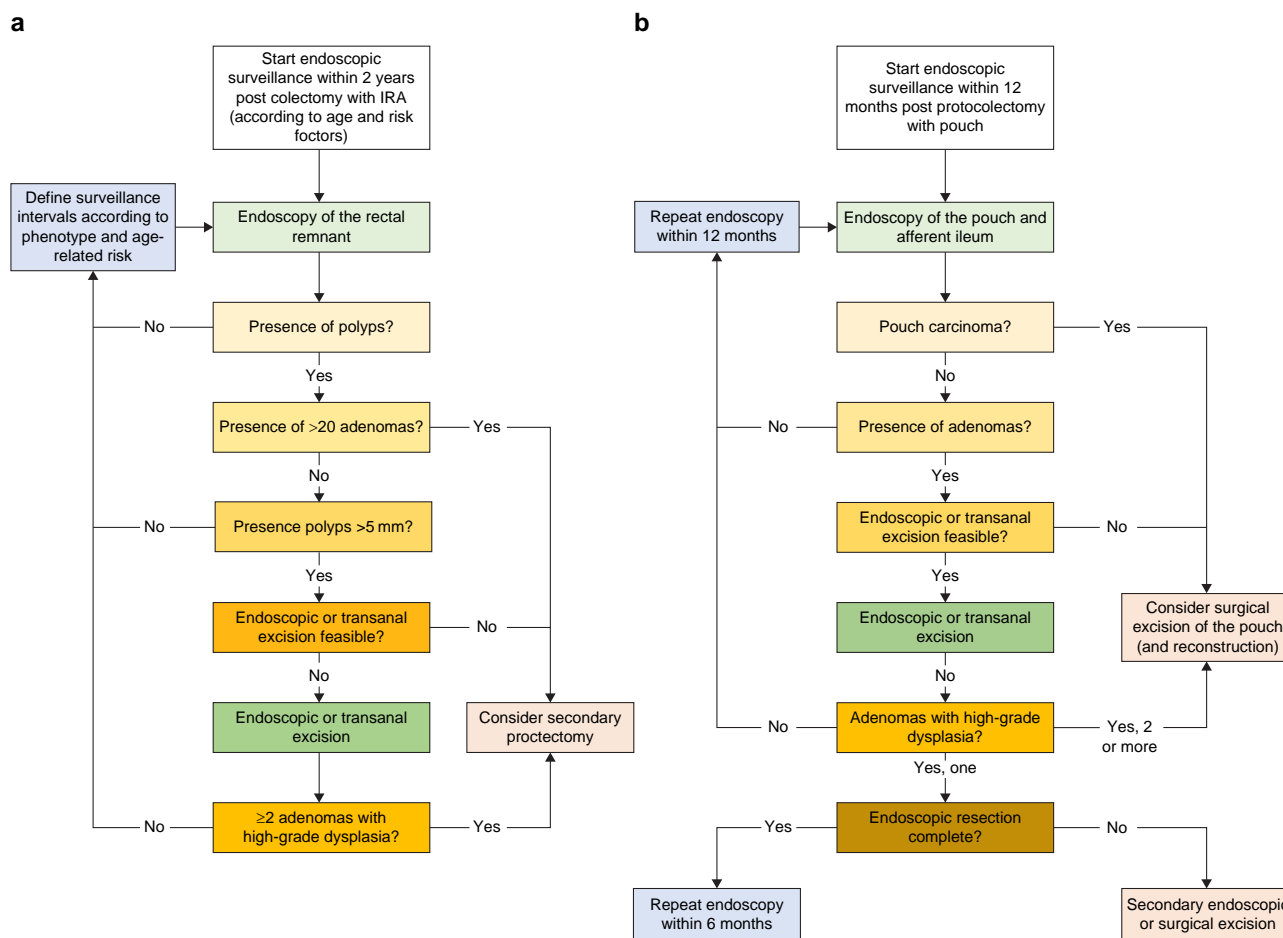 a
Start endoscopic
surveillance within 2 years
post colectomy with IRA
(according to age and risk
foctors)
Define surveillance
intervals according to
phenotype and age-
related risk
Endoscopy of the rectal
remnant
No
Presence of polyps?
Yes
Presence of >20 adenomas?
Yes
No
No
Presence polyps >5 mm?
Yes
Endoscopic or transanal
excision feasible?
No
No
Endoscopic or transanal
excision
Consider secondary
proctectomy
No
≥2 adenomas with
high-grade dysplasia?
Yes
b
Start endoscopic
surveillance within 12
months post protocolectomy
with pouch
Repeat endoscopy
within 12 months
Endoscopy of the pouch and
afferent ileum
Pouch carcinoma?
Yes
No
No
Presence of adenomas?
Yes
Endoscopic or transanal
excision feasible?
No
Yes
Endoscopic or transanal
excision
Consider surgical
excision of the pouch
(and reconstruction)
No
No
Adenomas with high-grade
dysplasia?
Yes, 2
or more
Yes, one
Yes
Endoscopic resection
complete?
No
Repeat endoscopy
within 6 months
Secondary endoscopic
or surgical excision